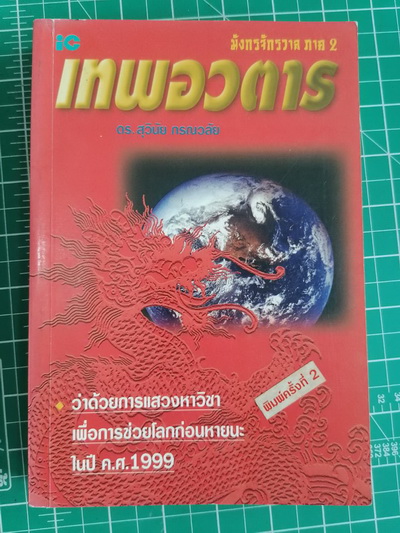 ic
มังกรจักรวาล ภาค 2
เทพอวตาร
ดร. สุวินัย ภรณวลัย
ว่าด้วยการแสวงหาวิชา
เพื่อการช่วยโลกก่อนหายนะ
ในปี ค.ศ. 1999
พิมพ์ครั้งที่ 2